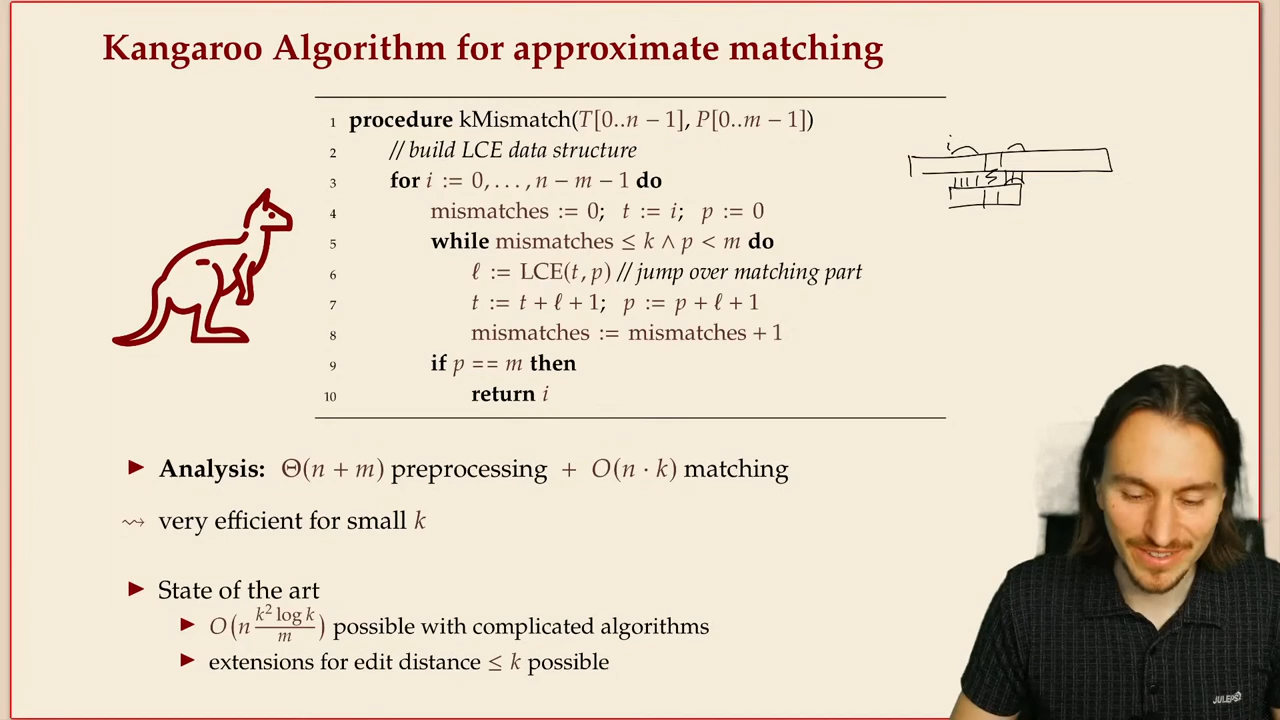 Kangaroo Algorithm for approximate matching
1 procedure kMismatch(T[0..n − 1], P[0..m − 1])
2 // build LCE data structure
3 for i := 0, . . . , n − m − 1 do
4 mismatches := 0; t := i; p := 0
5 while mismatches ≤ k ∧ p < m do
6 ℓ := LCE(t, p) // jump over matching part
7 t := t + ℓ + 1; p := p + ℓ + 1
8 mismatches := mismatches + 1
9 if p == m then
10 return i
i
▶ Analysis: Θ(n + m) preprocessing + O(n · k) matching
⇝ very efficient for small k
▶ State of the art
▶ O(n k² log k / m) possible with complicated algorithms
▶ extensions for edit distance ≤ k possible
JULEPS